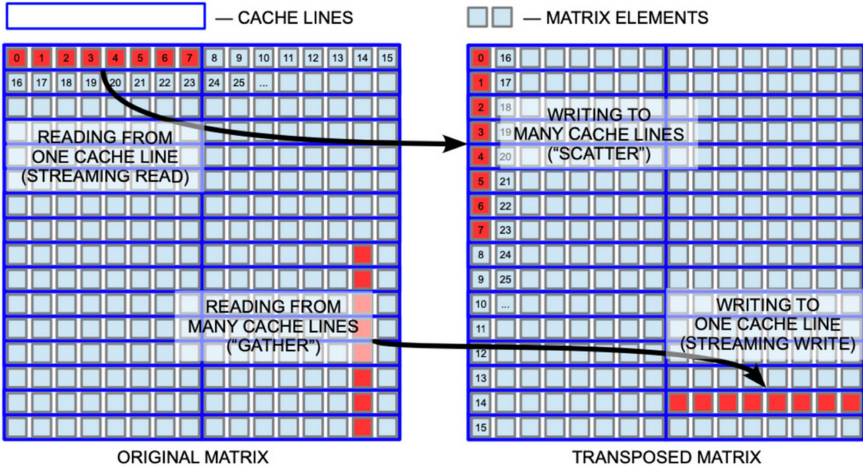 — CACHE LINES
— MATRIX ELEMENTS
0 1 2 3 4 5 6 7 8 9 10 11 12 13 14 15
16 17 18 19 20 21 22 23 24 25 ...
READING FROM
ONE CACHE LINE
(STREAMING READ)
READING FROM
MANY CACHE LINES
("GATHER")
ORIGINAL MATRIX
0 16
1 17
2 18
3 19
4 20
5 21
6 22
7 23
8 24
9 25
10 ...
11
12
13
14
15
WRITING TO
MANY CACHE LINES
("SCATTER")
WRITING TO
ONE CACHE LINE
(STREAMING WRITE)
TRANSPOSED MATRIX